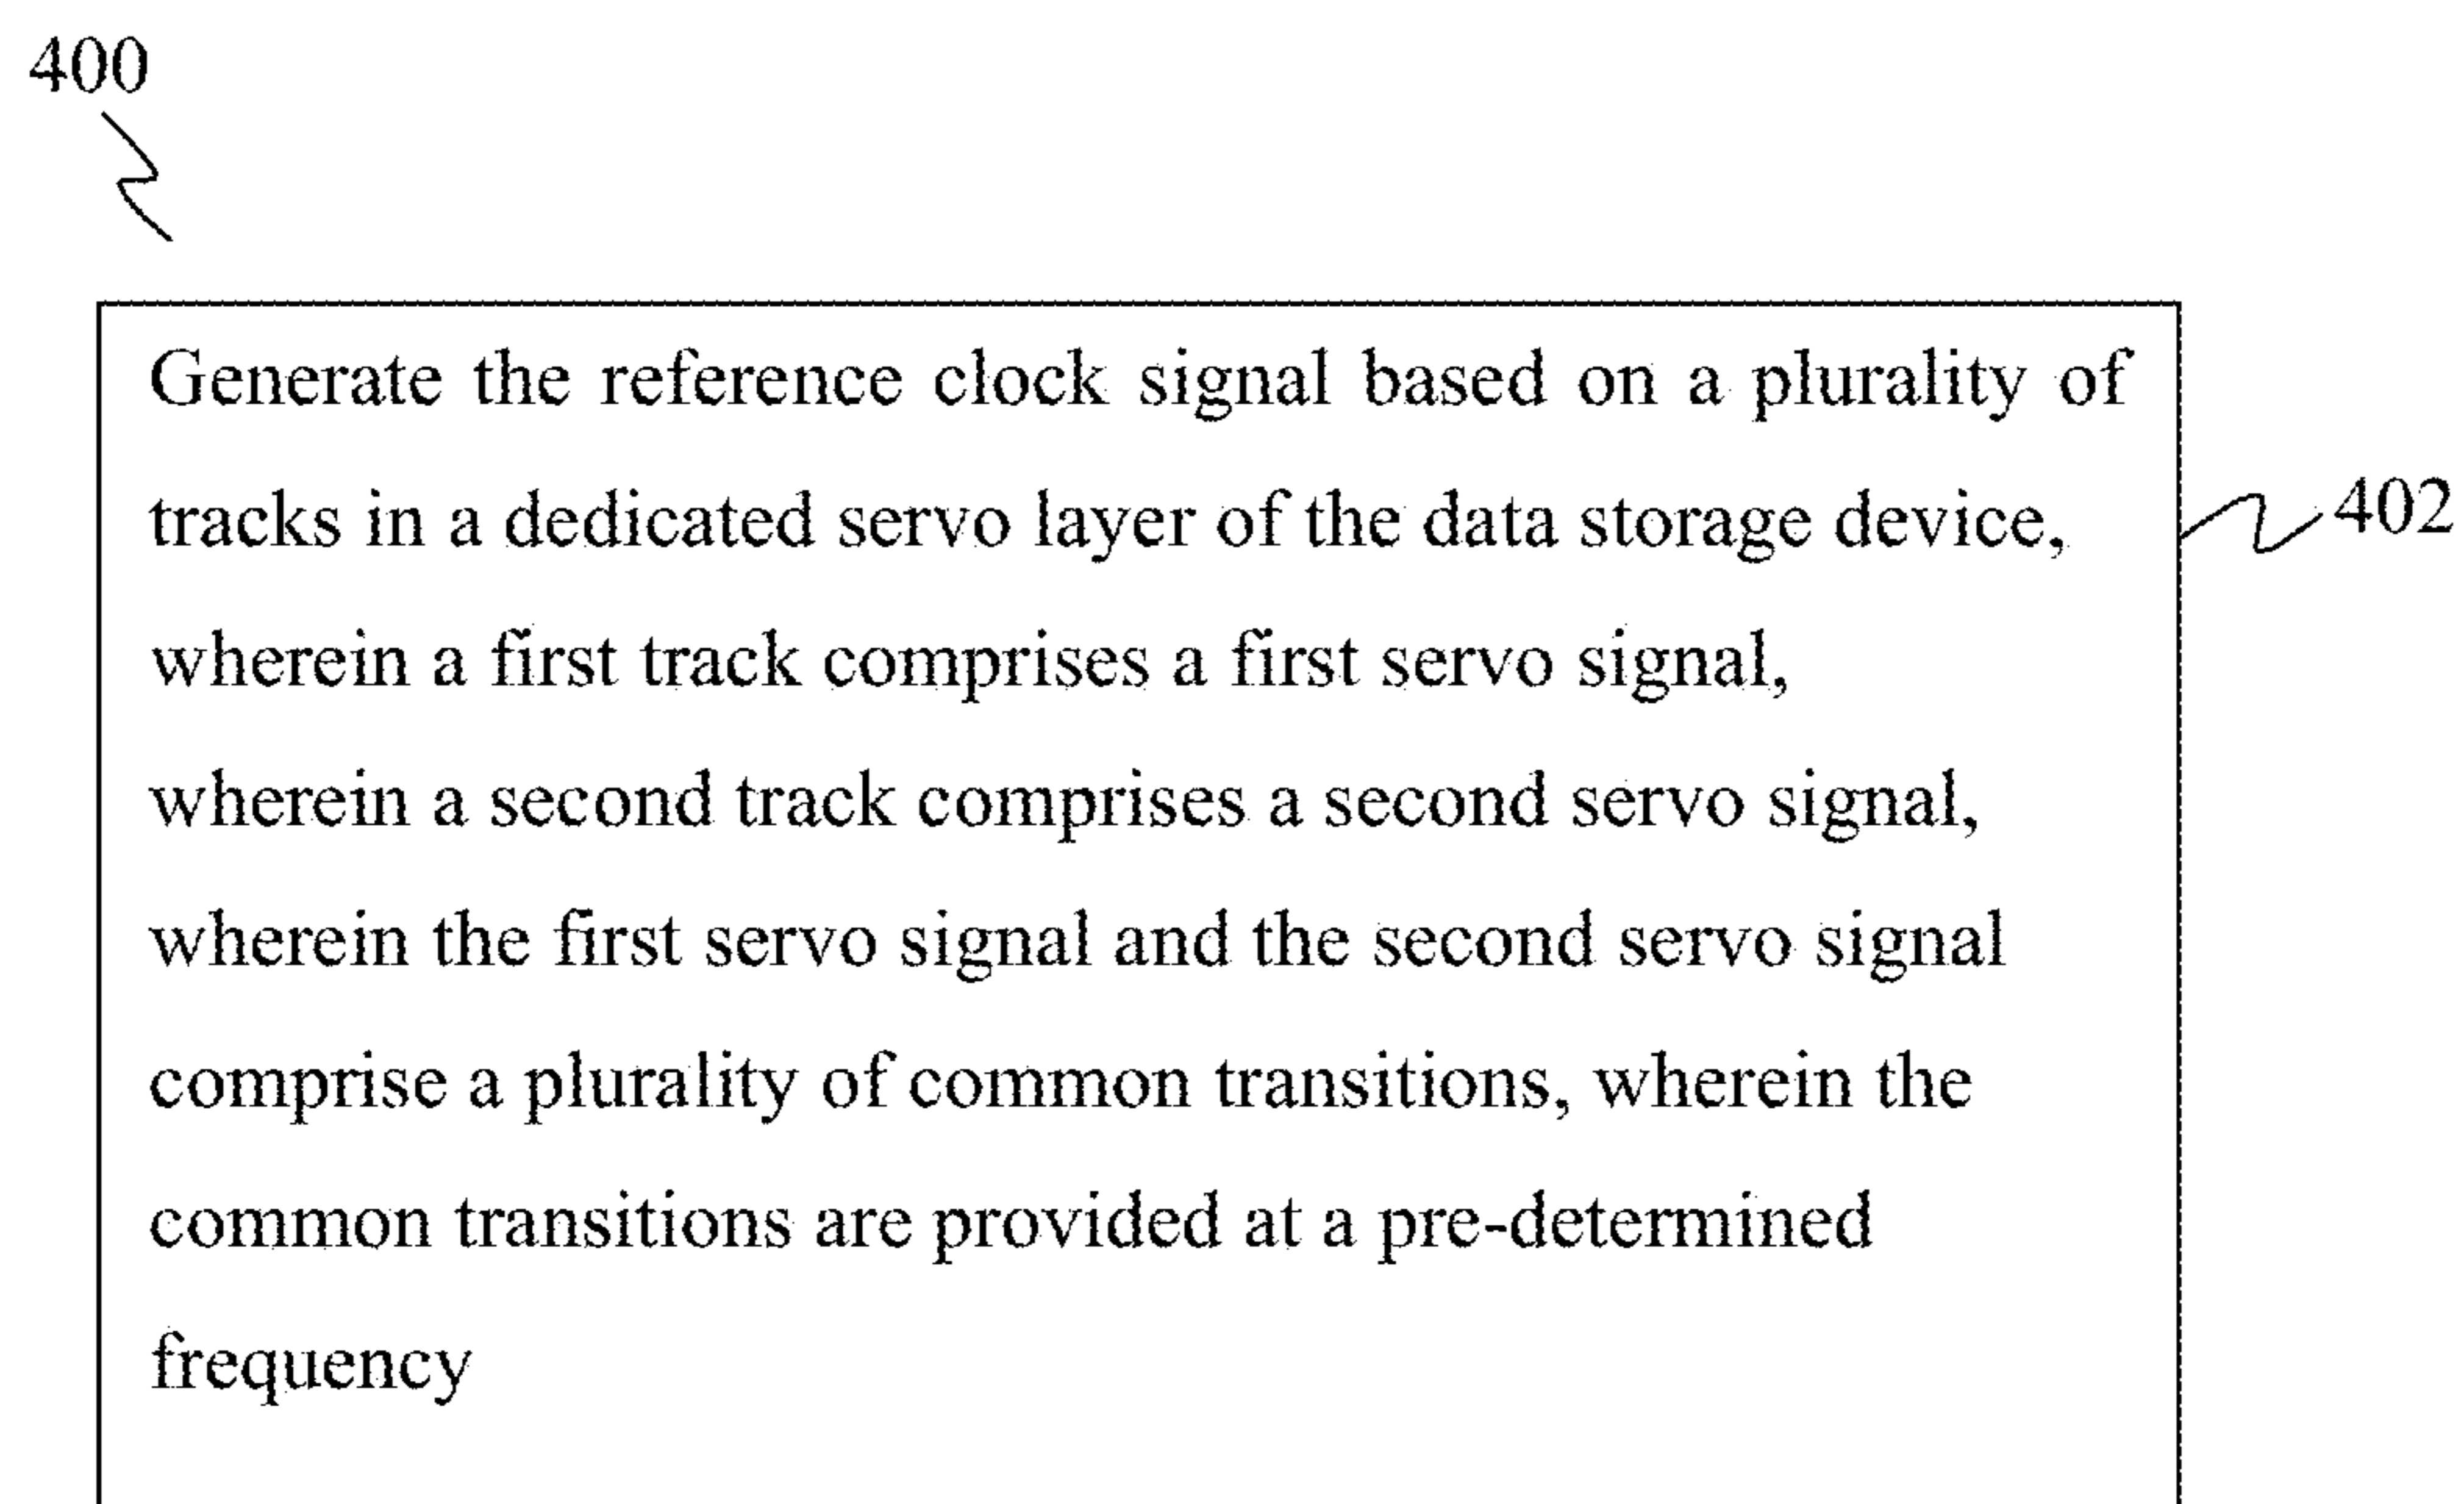 400
Generate the reference clock signal based on a plurality of
tracks in a dedicated servo layer of the data storage device,
402
wherein a first track comprises a first servo signal,
wherein a second track comprises a second servo signal,
wherein the first servo signal and the second servo signal
comprise a plurality of common transitions, wherein the
common transitions are provided at a pre-determined
frequency